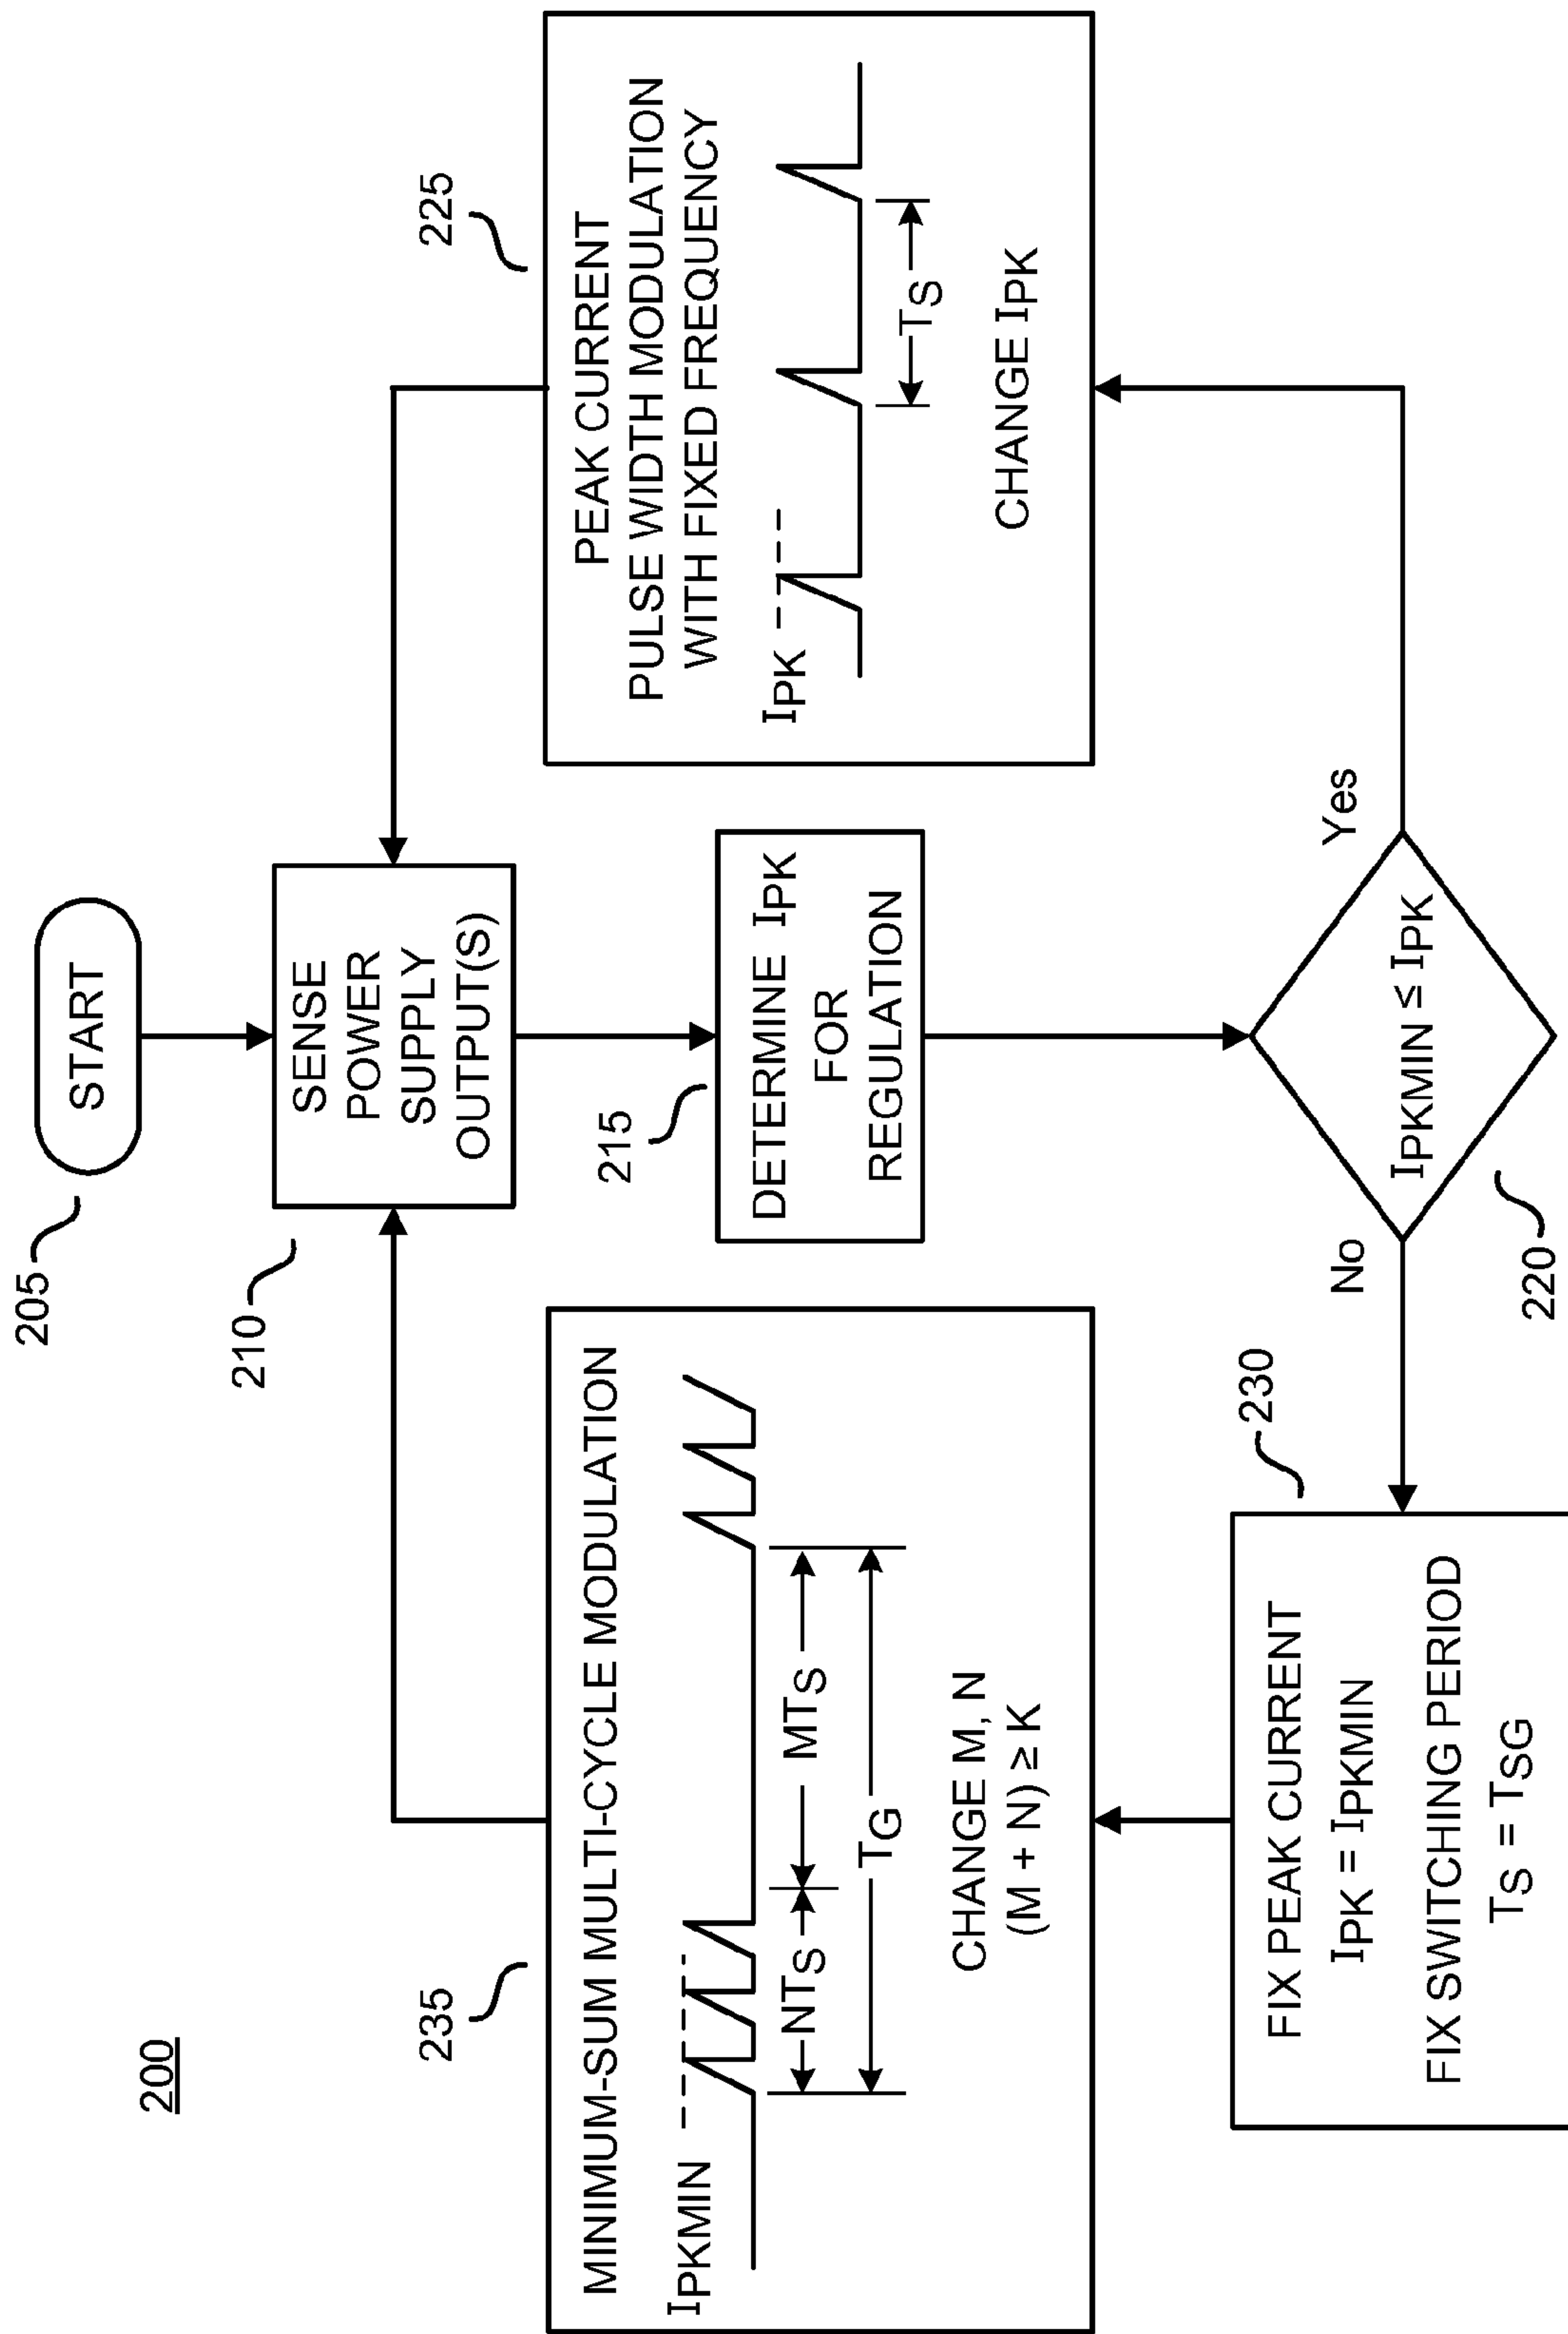 200
205
START
210
SENSE
POWER
SUPPLY
OUTPUT(S)
215
DETERMINE IPK
FOR
REGULATION
220
IPKMIN ≤ IPK
Yes
No
225
PEAK CURRENT
PULSE WIDTH MODULATION
WITH FIXED FREQUENCY
IPK
TS
CHANGE IPK
230
FIX PEAK CURRENT
IPK = IPKMIN
FIX SWITCHING PERIOD
TS = TSG
235
MINIMUM-SUM MULTI-CYCLE MODULATION
IPKMIN
NTS
MTS
TG
CHANGE M, N
(M + N) ≥ K